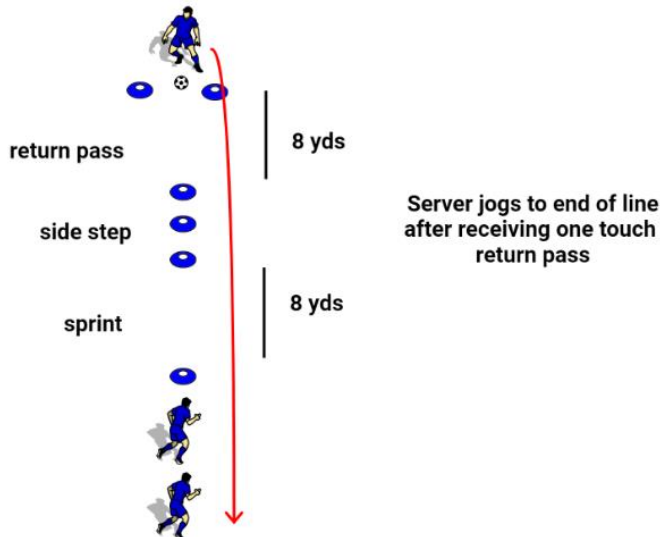 return pass
8 yds
side step
Server jogs to end of line
after receiving one touch
return pass
8 yds
sprint